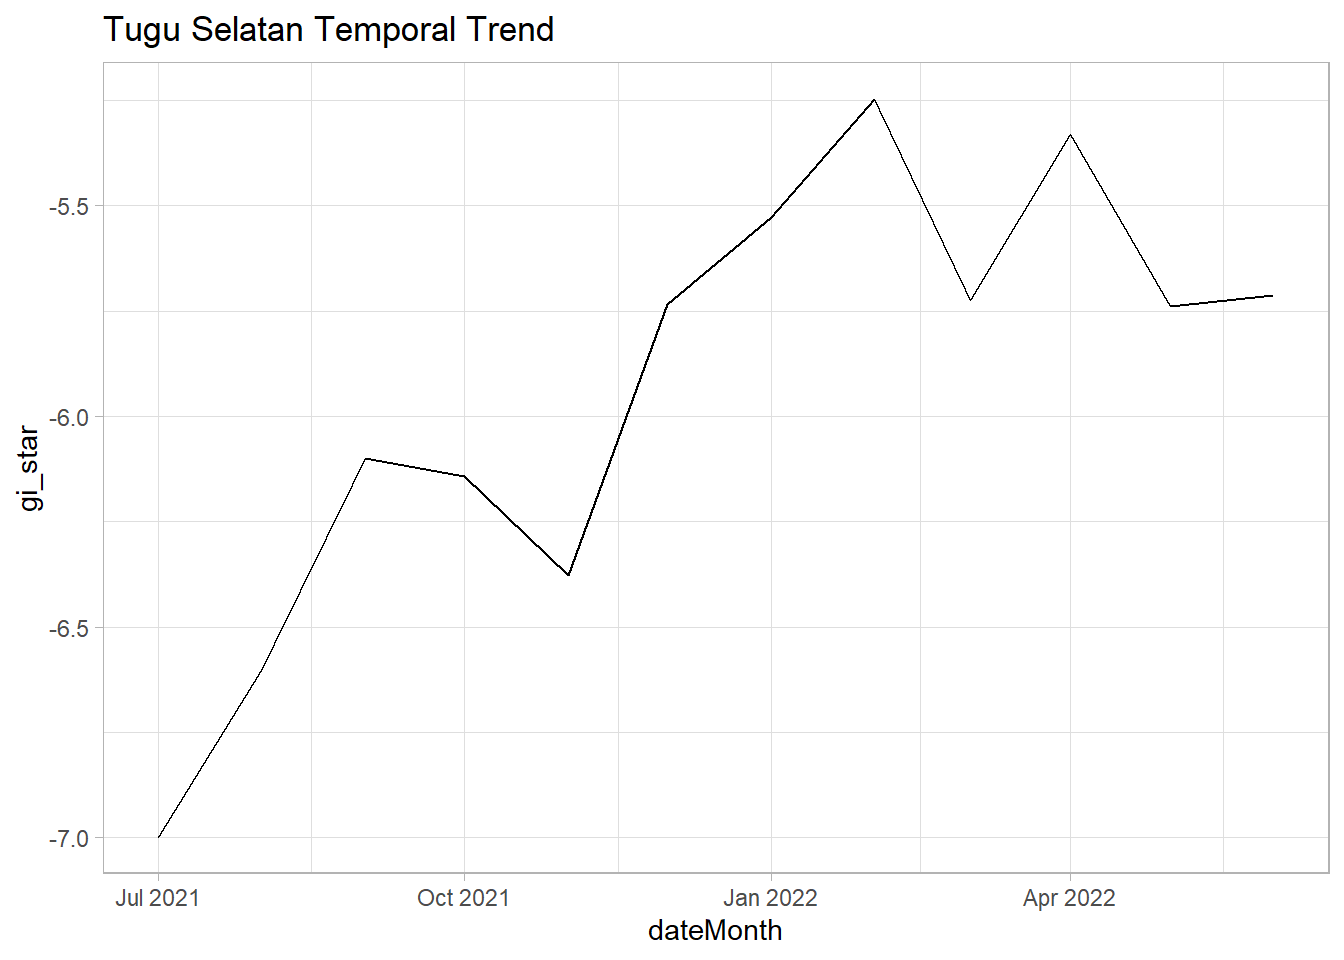 Tugu Selatan Temporal Trend
gi_star
-5.5
-6.0
-6.5
-7.0
Jul 2021
Oct 2021
Jan 2022
Apr 2022
dateMonth